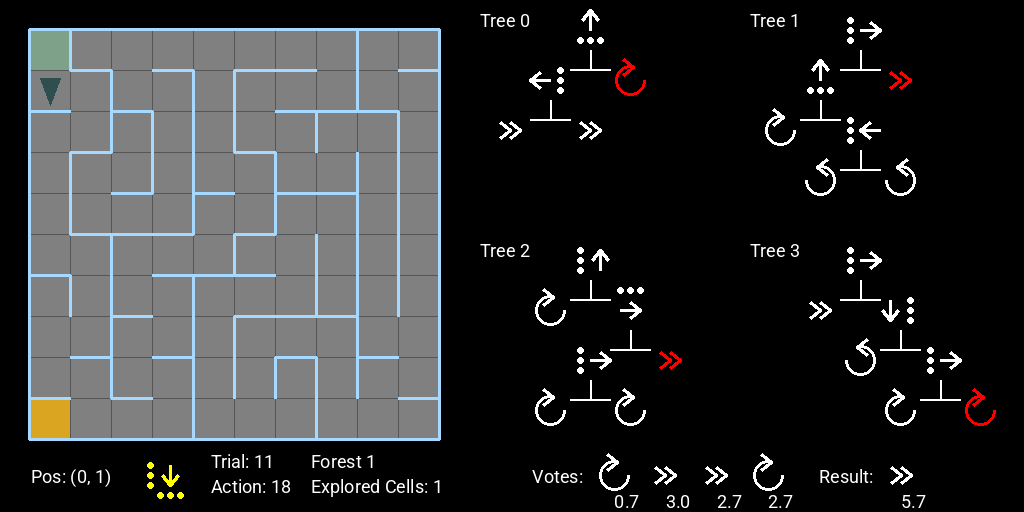 Tree 0
Tree 1
Tree 2
Tree 3
Pos: (0, 1)
Trial: 11
Forest 1
Action: 18
Explored Cells: 1
Votes:
0.7
3.0
2.7
2.7
Result:
5.7